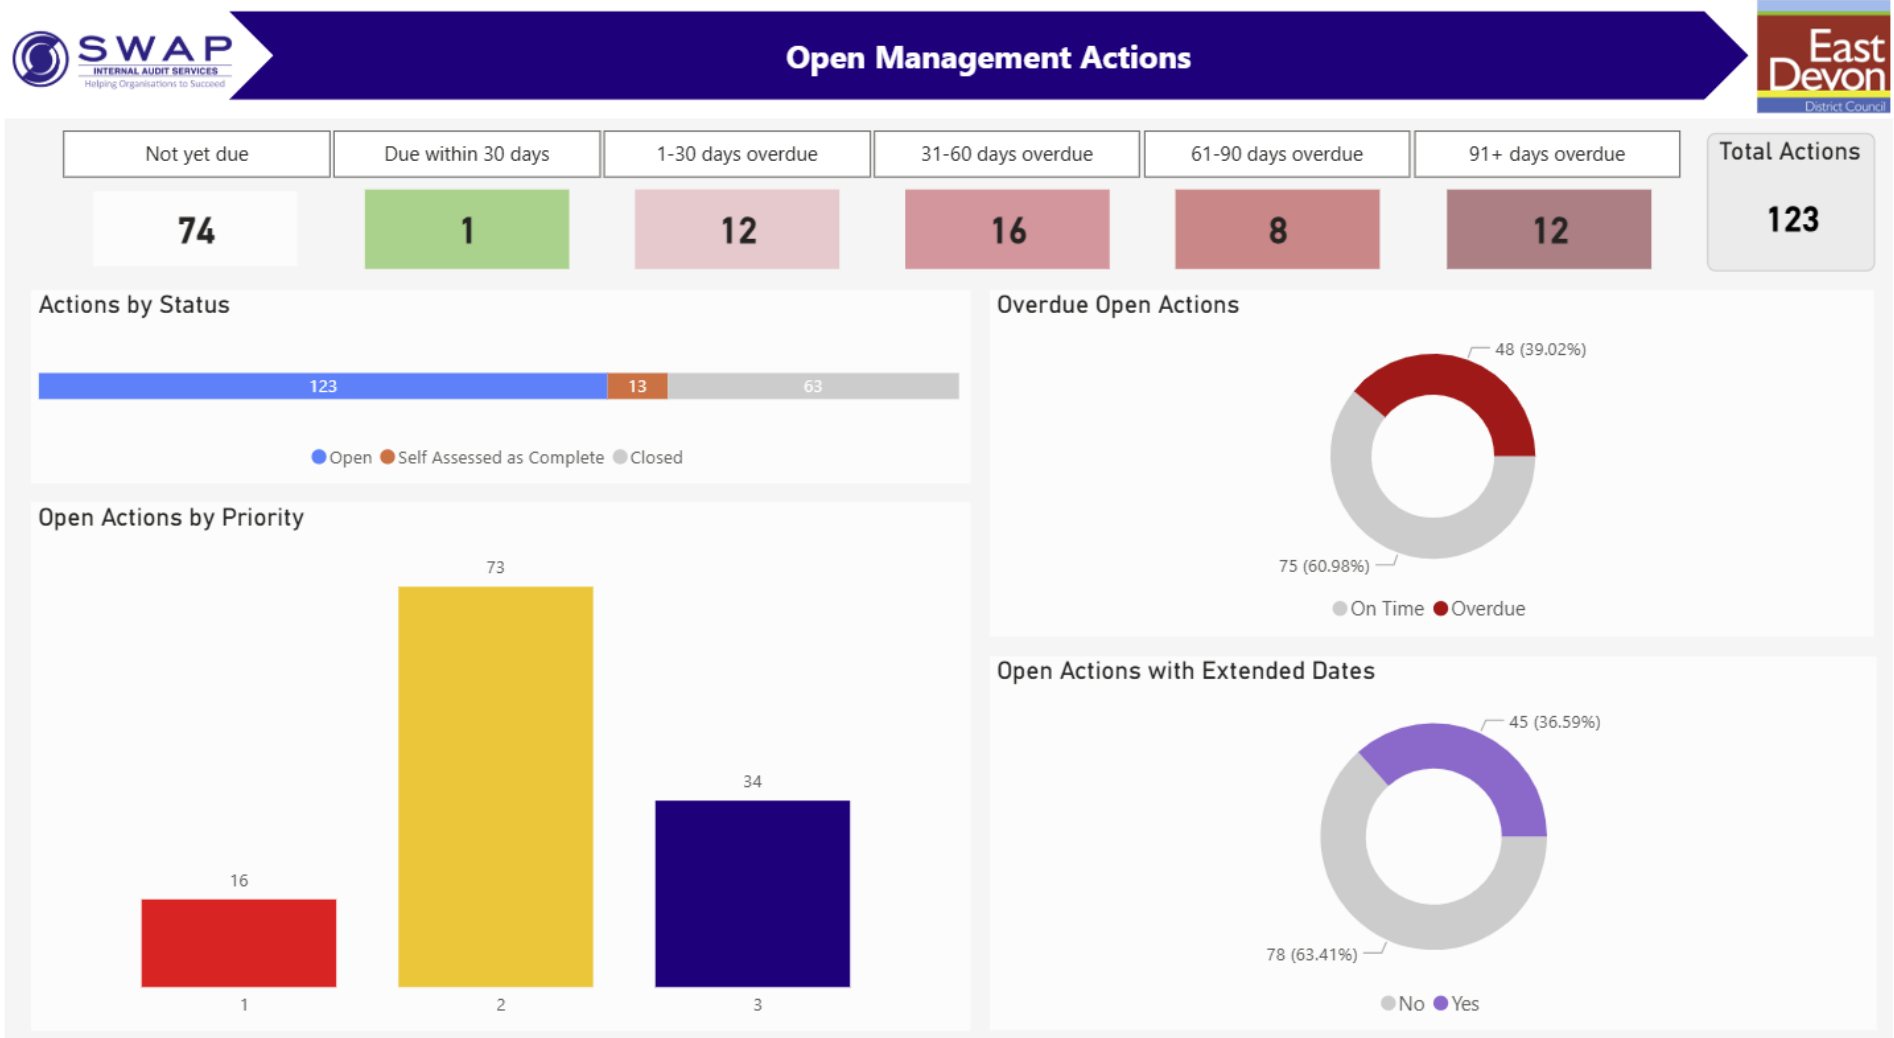 SWAP
INTERNAL AUDIT SERVICES
Helping Organisations to Succeed
Open Management Actions
East
Devon
District Council
Not yet due
Due within 30 days
1-30 days overdue
31-60 days overdue
61-90 days overdue
91+ days overdue
Total Actions
74
1
12
16
8
12
123
Actions by Status
123
13
63
Open
Self Assessed as Complete
Closed
Overdue Open Actions
48 (39.02%)
75 (60.98%)
On Time
Overdue
Open Actions by Priority
73
34
16
1
2
3
Open Actions with Extended Dates
45 (36.59%)
78 (63.41%)
No
Yes